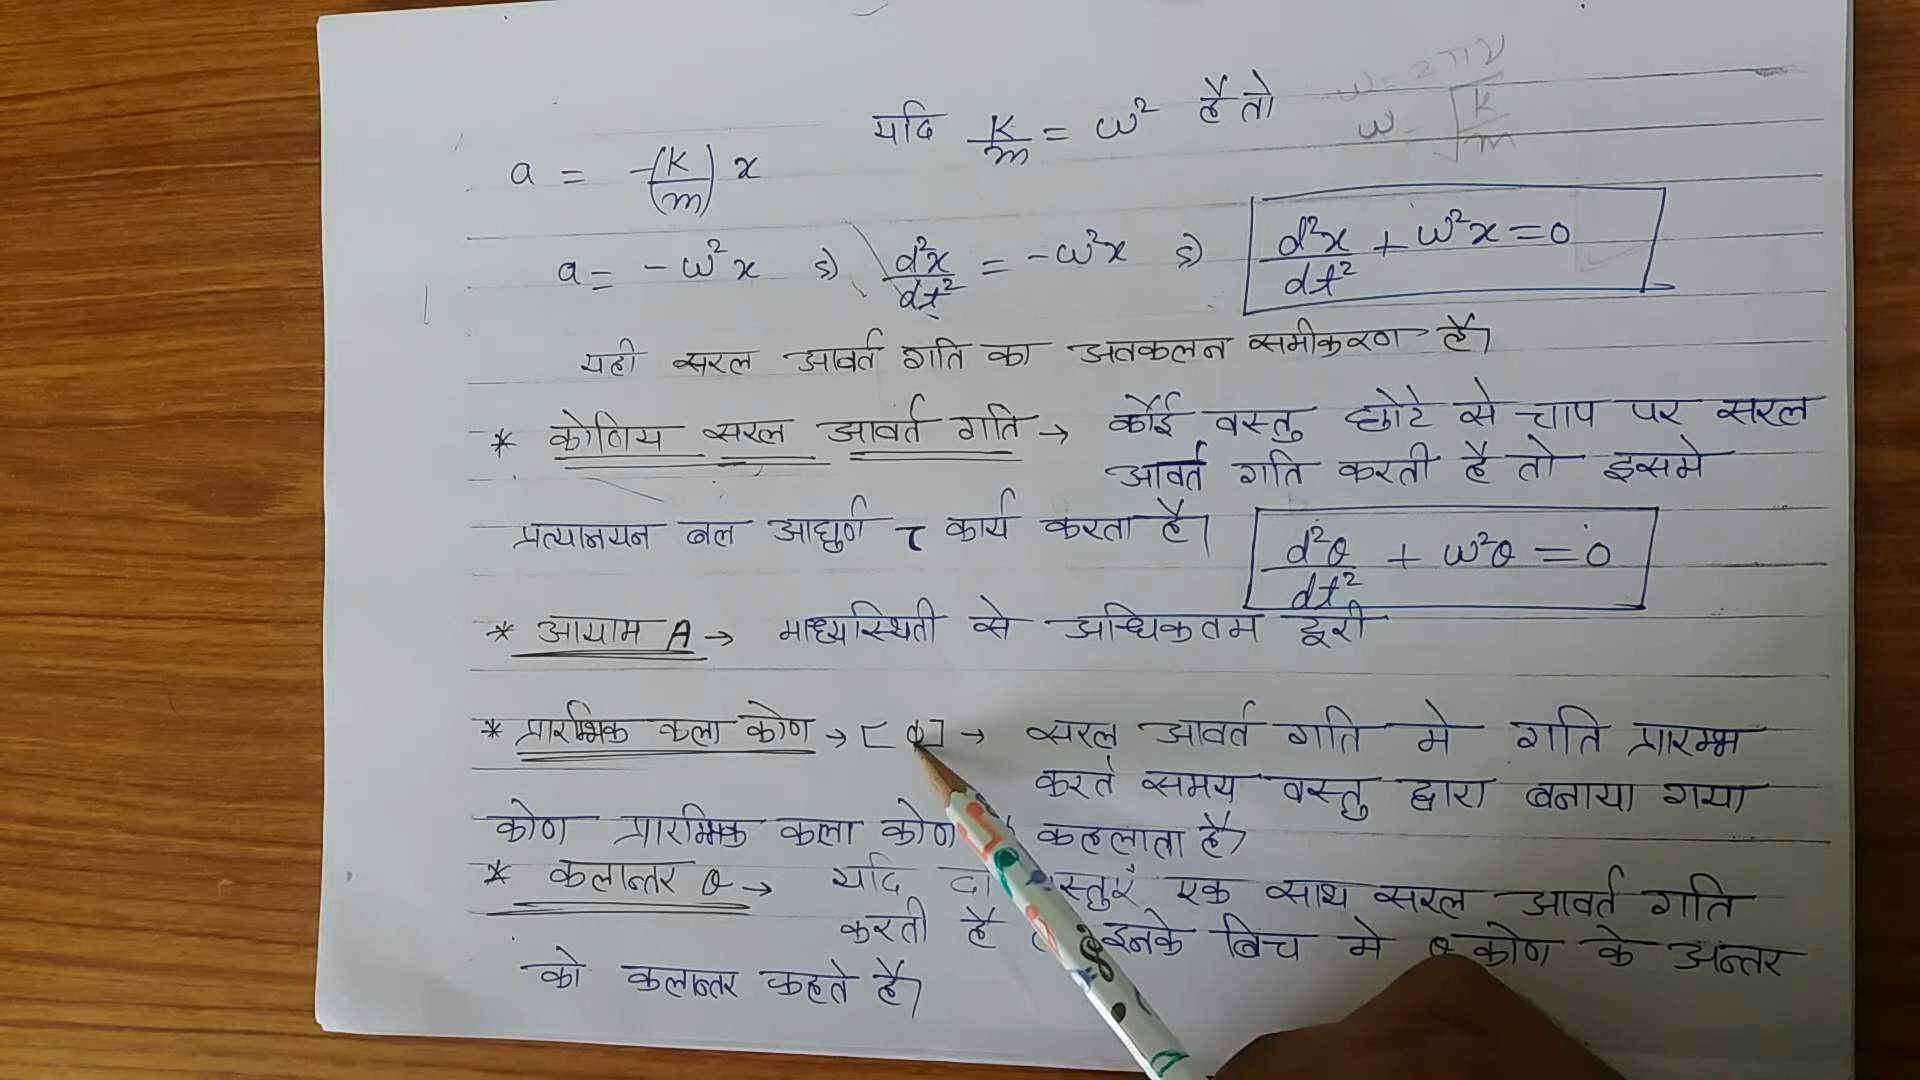 ω = 2πν
यदि K/m = ω² है तो
ω = √K/m
a = -(K/m) x
a = - ω²x ⇒ d²x/dt² = -ω²x ⇒ d²x/dt² + ω²x = 0
यही सरल आवर्त गति का अवकलन समीकरण है।
* कोणिय सरल आवर्त गति → कोई वस्तु छोटे से चाप पर सरल
आवर्त गति करती है तो इसमे
प्रत्यानयन बल आघुर्ण τ कार्य करता है। d²θ/dt² + ω²θ = 0
* आयाम A → माध्यस्थिती से अधिकतम दूरी
* प्रारम्भिक कला कोण → [ϕ] → सरल आवर्त गति मे गति प्रारम्भ
करते समय वस्तु द्वारा बनाया गया
कोण प्रारम्भिक कला कोण कहलाता है।
* कलान्तर θ → यदि एक साथ सरल आवर्त गति
करती है इनके बिच मे θ कोण के अन्तर
को कलान्तर कहते है।